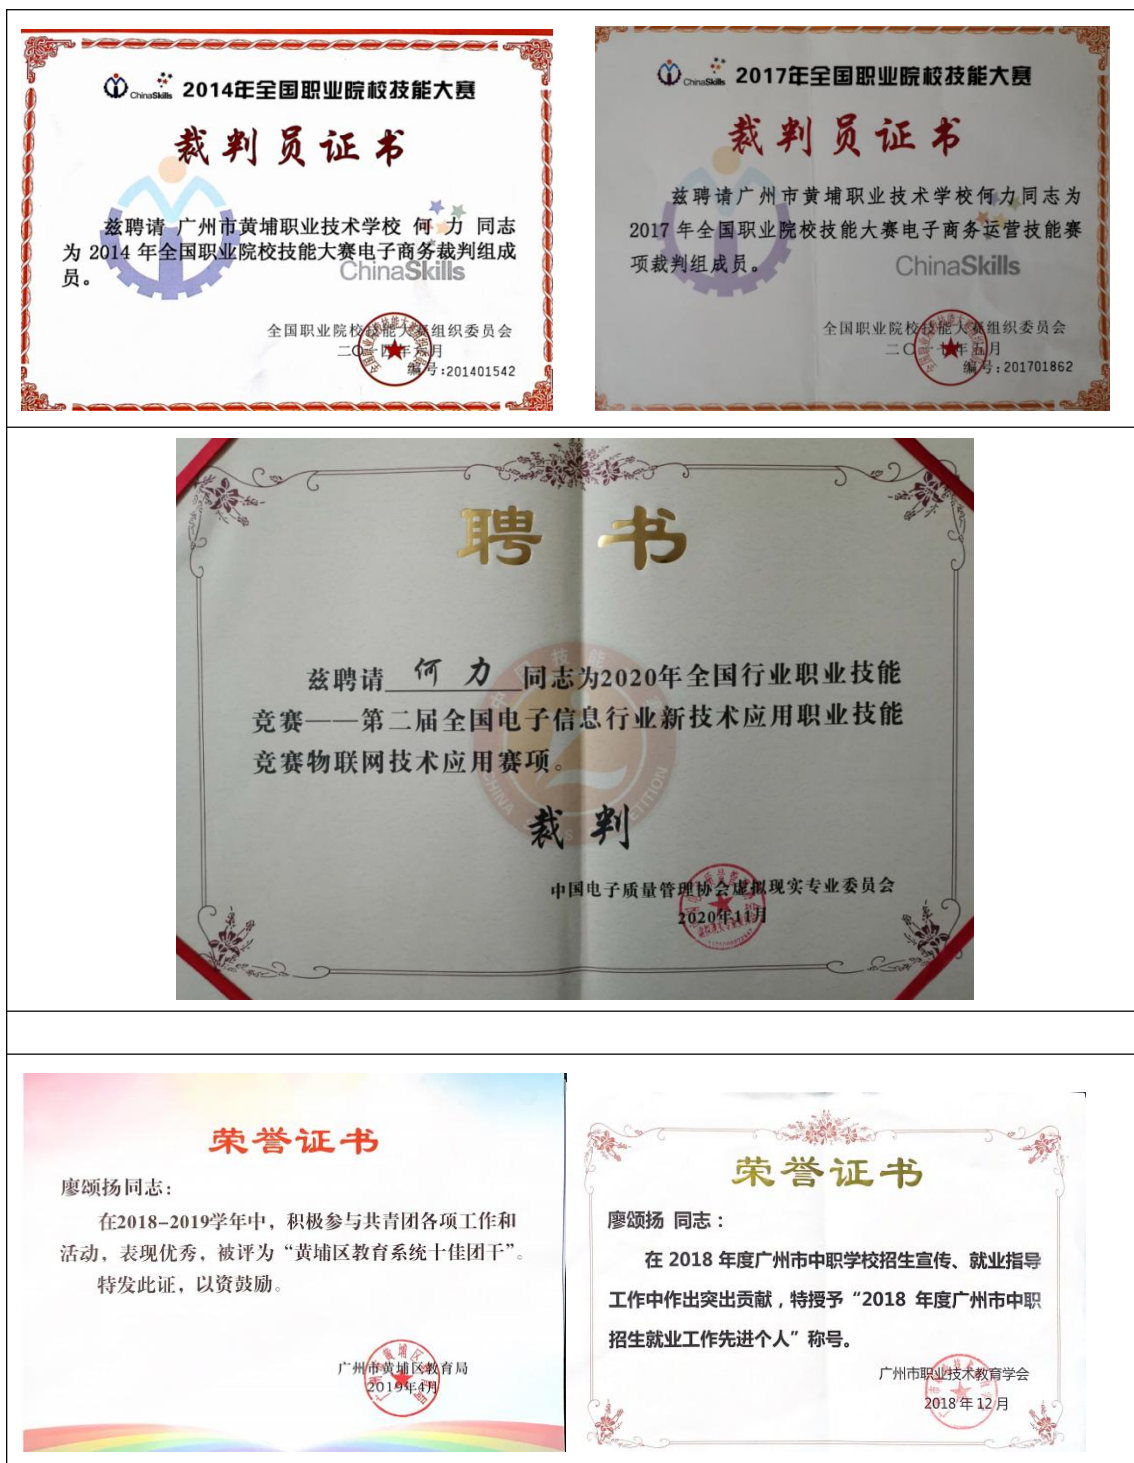 ChinaSkills 2014年全国职业院校技能大赛
裁判员证书
兹聘请 广州市黄埔职业技术学校 何 力 同志
为 2014 年全国职业院校技能大赛电子商务裁判组成
员。
ChinaSkills
全国职业院校技能大赛组织委员会
二〇一四年六月
编号:201401542
ChinaSkills 2017年全国职业院校技能大赛
裁判员证书
兹聘请广州市黄埔职业技术学校何力同志为
2017 年全国职业院校技能大赛电子商务运营技能赛
项裁判组成员。
ChinaSkills
全国职业院校技能大赛组织委员会
二〇一七年五月
编号:201701862
聘 书
兹聘请 何 力 同志为2020年全国行业职业技能
竞赛——第二届全国电子信息行业新技术应用职业技能
竞赛物联网技术应用赛项。
裁 判
中国电子质量管理协会虚拟现实专业委员会
2020年11月
荣誉证书
廖颂扬同志：
在2018-2019学年中，积极参与共青团各项工作和
活动，表现优秀，被评为“黄埔区教育系统十佳团干”。
特发此证，以资鼓励。
广州市黄埔区教育局
2019年4月
荣誉证书
廖颂扬 同志：
在 2018 年度广州市中职学校招生宣传、就业指导
工作中作出突出贡献，特授予“2018 年度广州市中职
招生就业工作先进个人”称号。
广州市职业技术教育学会
2018 年 12 月